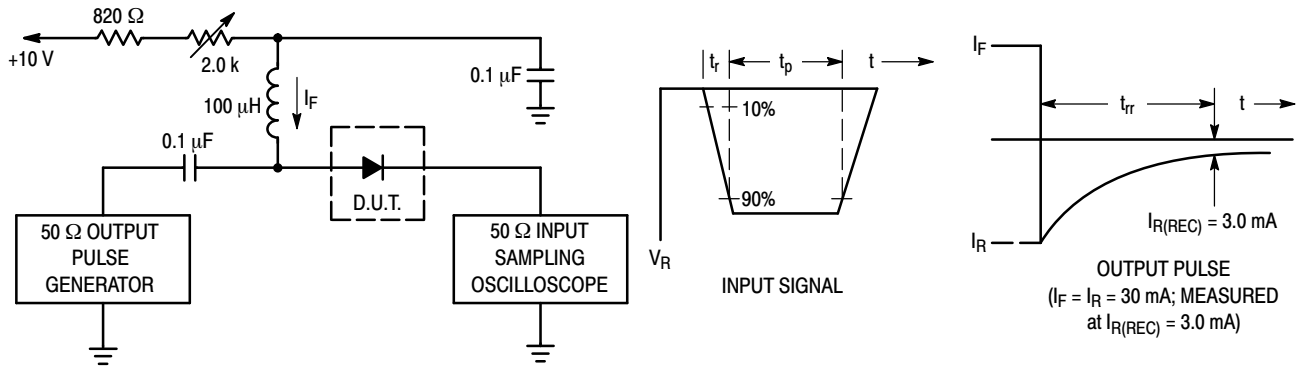 820 Ω
+10 V
2.0 k
0.1 µF
100 µH
I_F
0.1 µF
D.U.T.
50 Ω OUTPUT
PULSE
GENERATOR
50 Ω INPUT
SAMPLING
OSCILLOSCOPE
t_r
t_p
t
10%
90%
V_R
INPUT SIGNAL
I_F
t_rr
t
I_R
I_R(REC) = 3.0 mA
OUTPUT PULSE
(I_F = I_R = 30 mA; MEASURED
at I_R(REC) = 3.0 mA)